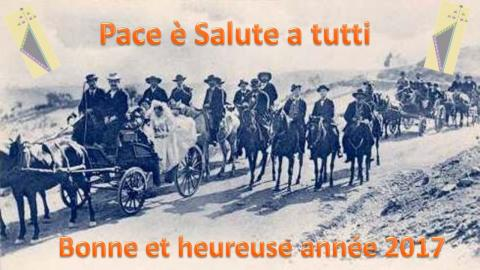 Pace è Salute a tutti
Bonne et heureuse année 2017